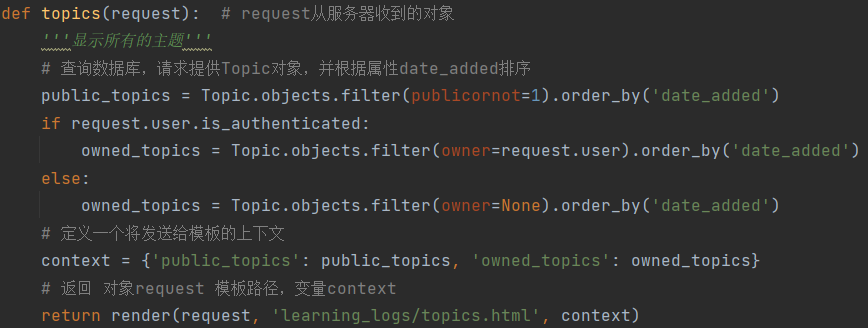 def topics(request):  # request从服务器收到的对象
    '''显示所有的主题'''
    # 查询数据库，请求提供Topic对象，并根据属性date_added排序
    public_topics = Topic.objects.filter(publicornot=1).order_by('date_added')
    if request.user.is_authenticated:
        owned_topics = Topic.objects.filter(owner=request.user).order_by('date_added')
    else:
        owned_topics = Topic.objects.filter(owner=None).order_by('date_added')
    # 定义一个将发送给模板的上下文
    context = {'public_topics': public_topics, 'owned_topics': owned_topics}
    # 返回 对象request 模板路径，变量context
    return render(request, 'learning_logs/topics.html', context)